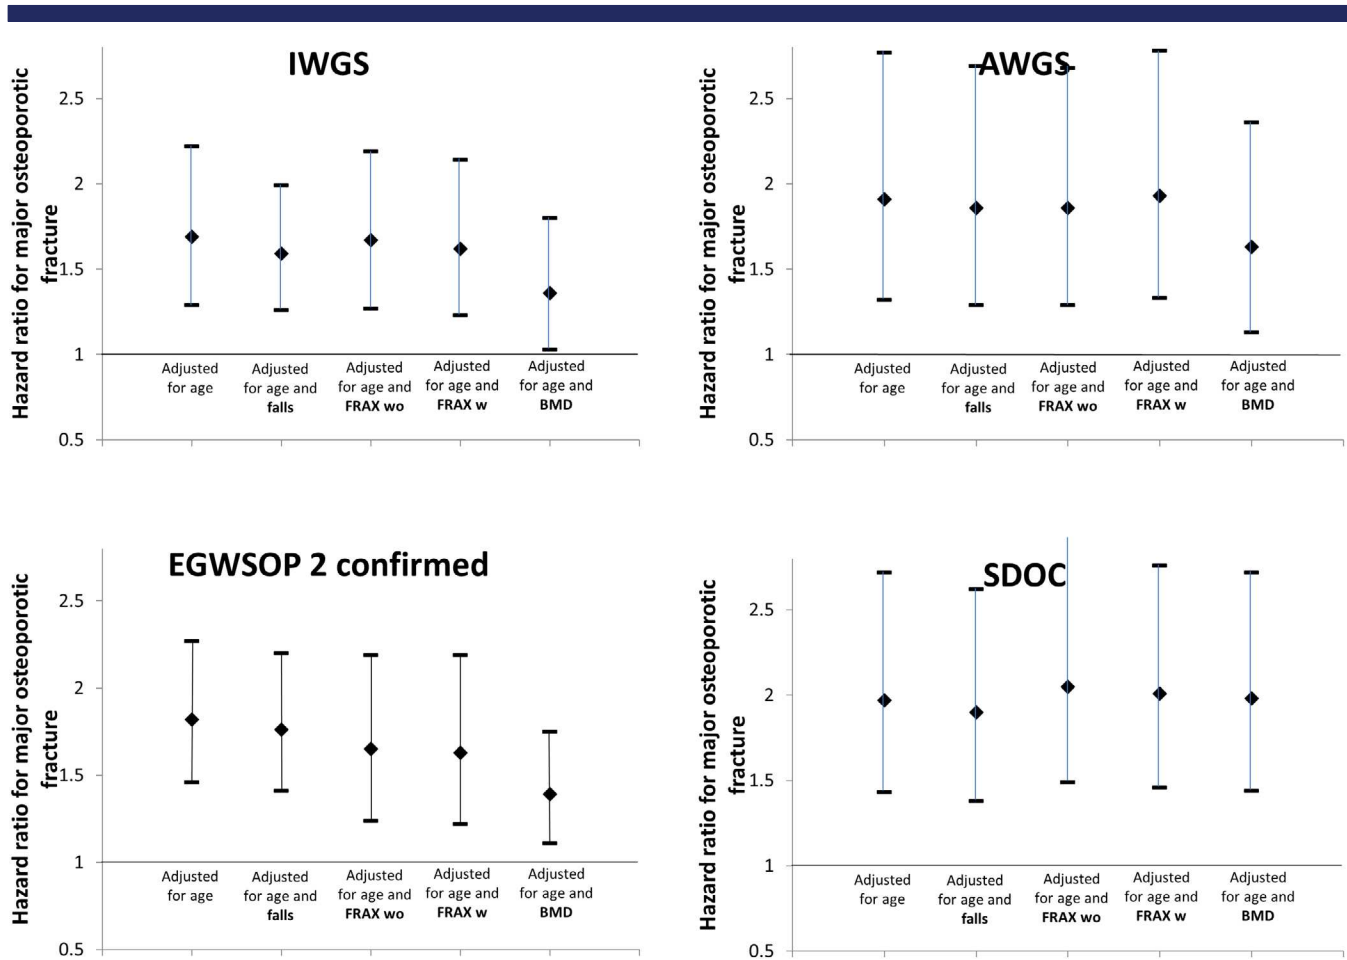 IWGS
Hazard ratio for major osteoporotic
fracture
2.5
2
1.5
1
0.5
Adjusted
for age
Adjusted
for age and
falls
Adjusted
for age and
FRAX wo
Adjusted
for age and
FRAX w
Adjusted
for age and
BMD
AWGS
Hazard ratio for major osteoporotic
fracture
2.5
2
1.5
1
0.5
Adjusted
for age
Adjusted
for age and
falls
Adjusted
for age and
FRAX wo
Adjusted
for age and
FRAX w
Adjusted
for age and
BMD
EGWSOP 2 confirmed
Hazard ratio for major osteoporotic
fracture
2.5
2
1.5
1
0.5
Adjusted
for age
Adjusted
for age and
falls
Adjusted
for age and
FRAX wo
Adjusted
for age and
FRAX w
Adjusted
for age and
BMD
SDOC
Hazard ratio for major osteoporotic
fracture
2.5
2
1.5
1
0.5
Adjusted
for age
Adjusted
for age and
falls
Adjusted
for age and
FRAX wo
Adjusted
for age and
FRAX w
Adjusted
for age and
BMD